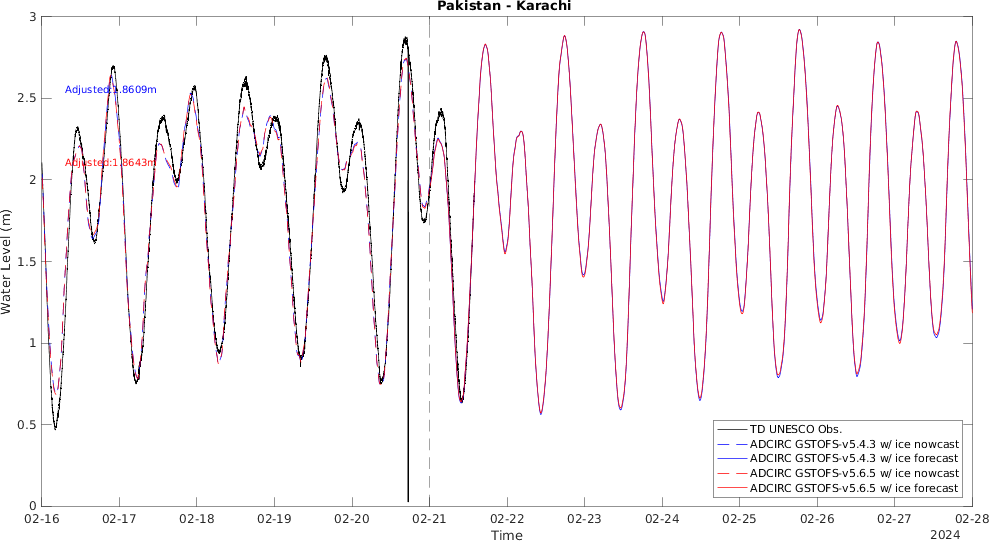 Pakistan - Karachi
3
2.5
2
1.5
1
0.5
0
Water Level (m)
Adjusted:1.8609m
Adjusted:1.8643m
TD UNESCO Obs.
ADCIRC GSTOFS-v5.4.3 w/ ice nowcast
ADCIRC GSTOFS-v5.4.3 w/ ice forecast
ADCIRC GSTOFS-v5.6.5 w/ ice nowcast
ADCIRC GSTOFS-v5.6.5 w/ ice forecast
02-16 02-17 02-18 02-19 02-20 02-21 02-22 02-23 02-24 02-25 02-26 02-27 02-28
Time
2024